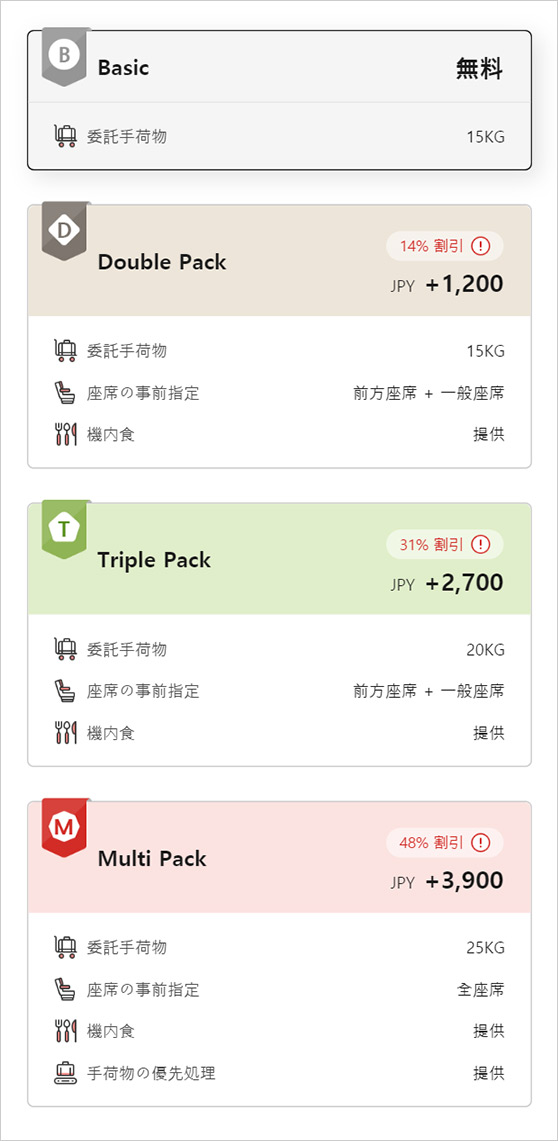 B
Basic 無料
委託手荷物 15KG
D
14% 割引
Double Pack
JPY +1,200
委託手荷物 15KG
座席の事前指定 前方座席 + 一般座席
機内食 提供
T
31% 割引
Triple Pack
JPY +2,700
委託手荷物 20KG
座席の事前指定 前方座席 + 一般座席
機内食 提供
M
48% 割引
Multi Pack
JPY +3,900
委託手荷物 25KG
座席の事前指定 全座席
機内食 提供
手荷物の優先処理 提供